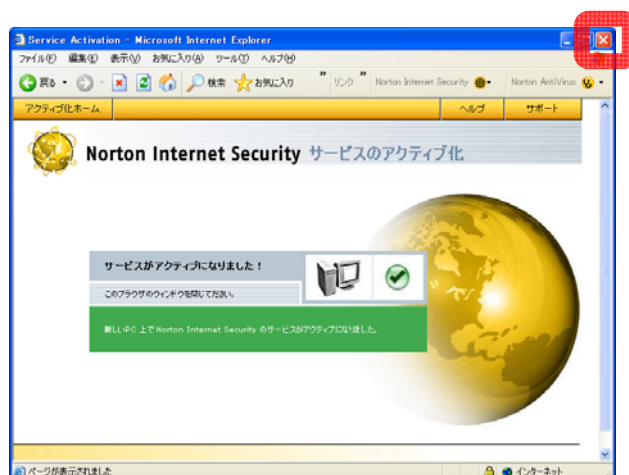 Service Activation - Microsoft Internet Explorer
ファイル(F) 編集(E) 表示(V) お気に入り(A) ツール(T) ヘルプ(H)
戻る 検索 お気に入り » リンク » Norton Internet Security Norton AntiVirus
アクティブ化ホーム ヘルプ サポート
Norton Internet Security サービスのアクティブ化
サービスがアクティブになりました！
このブラウザのウィンドウを閉じてください。
新しいPC 上で Norton Internet Security のサービスがアクティブになりました。
ページが表示されました インターネット